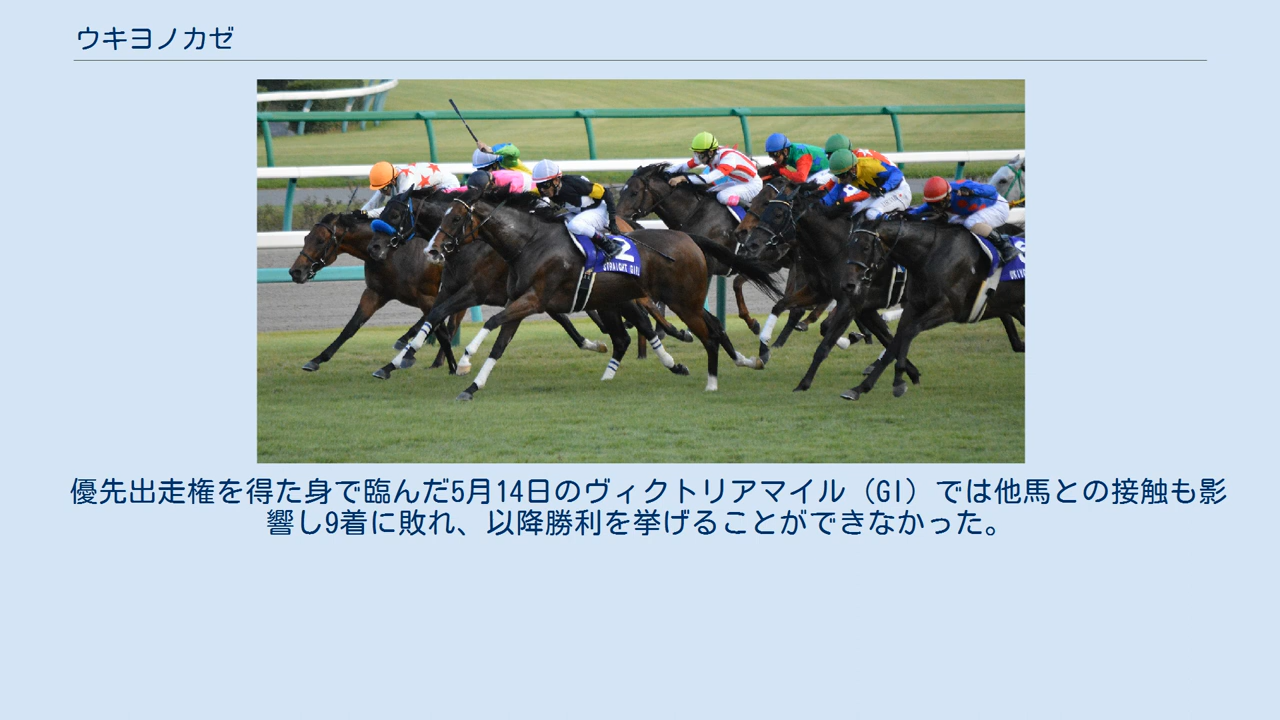 ウキヨノカゼ
2
STRAIGHT GIRL
優先出走権を得た身で臨んだ5月14日のヴィクトリアマイル（GI）では他馬との接触も影
響し9着に敗れ、以降勝利を挙げることができなかった。